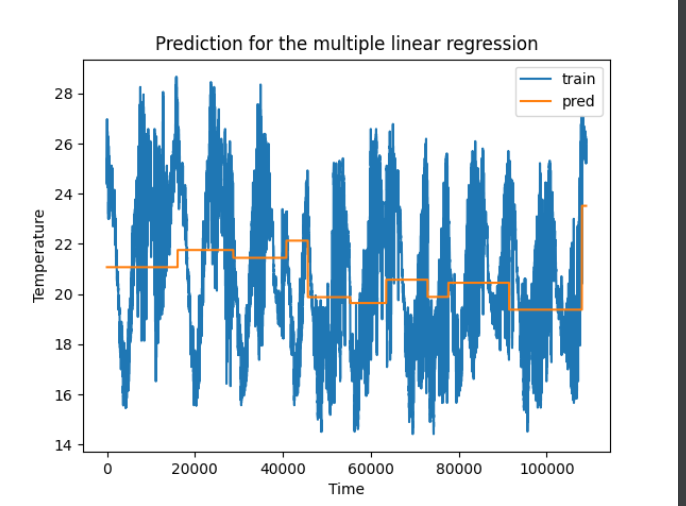 Prediction for the multiple linear regression
train
pred
28
26
24
22
20
18
16
14
Temperature
0 20000 40000 60000 80000 100000
Time